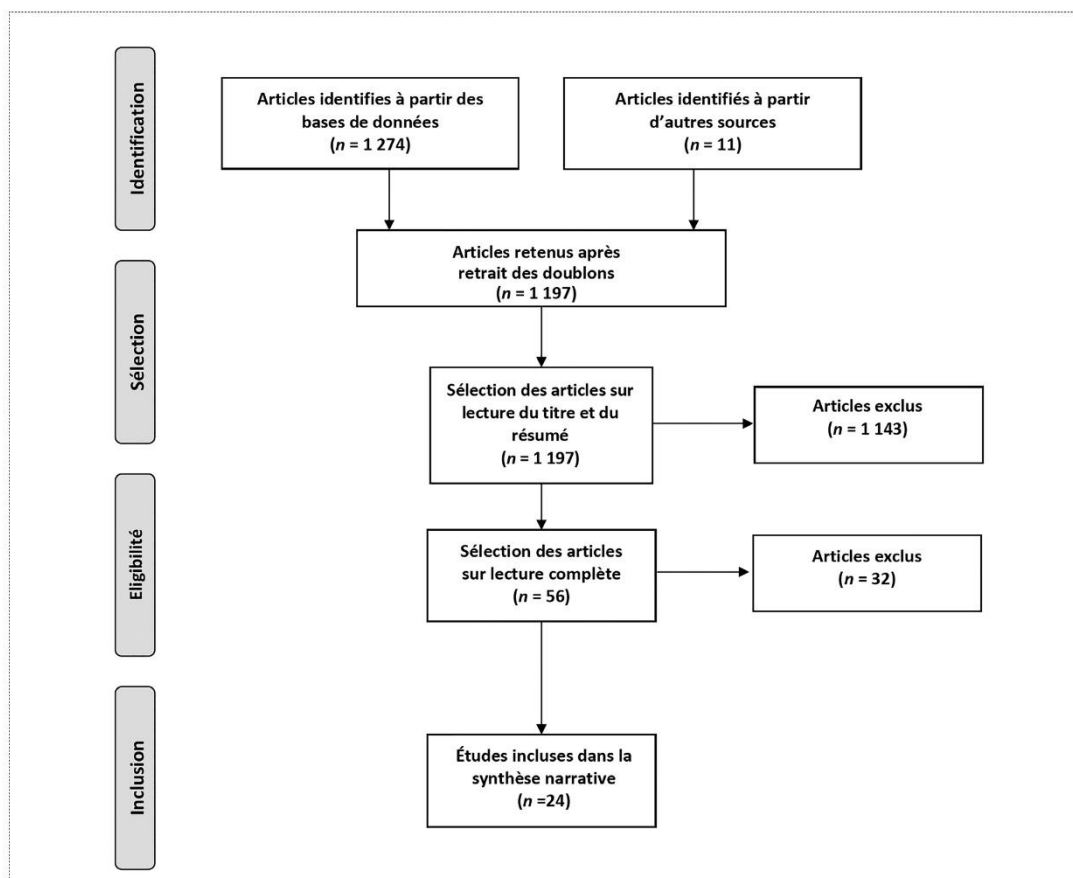 Identification
Articles identifies à partir des
bases de données
(n = 1 274)
Articles identifiés à partir
d’autres sources
(n = 11)
Articles retenus après
retrait des doublons
(n = 1 197)
Sélection
Sélection des articles sur
lecture du titre et du
résumé
(n = 1 197)
Articles exclus
(n = 1 143)
Eligibilité
Sélection des articles
sur lecture complète
(n = 56)
Articles exclus
(n = 32)
Inclusion
Études incluses dans la
synthèse narrative
(n =24)